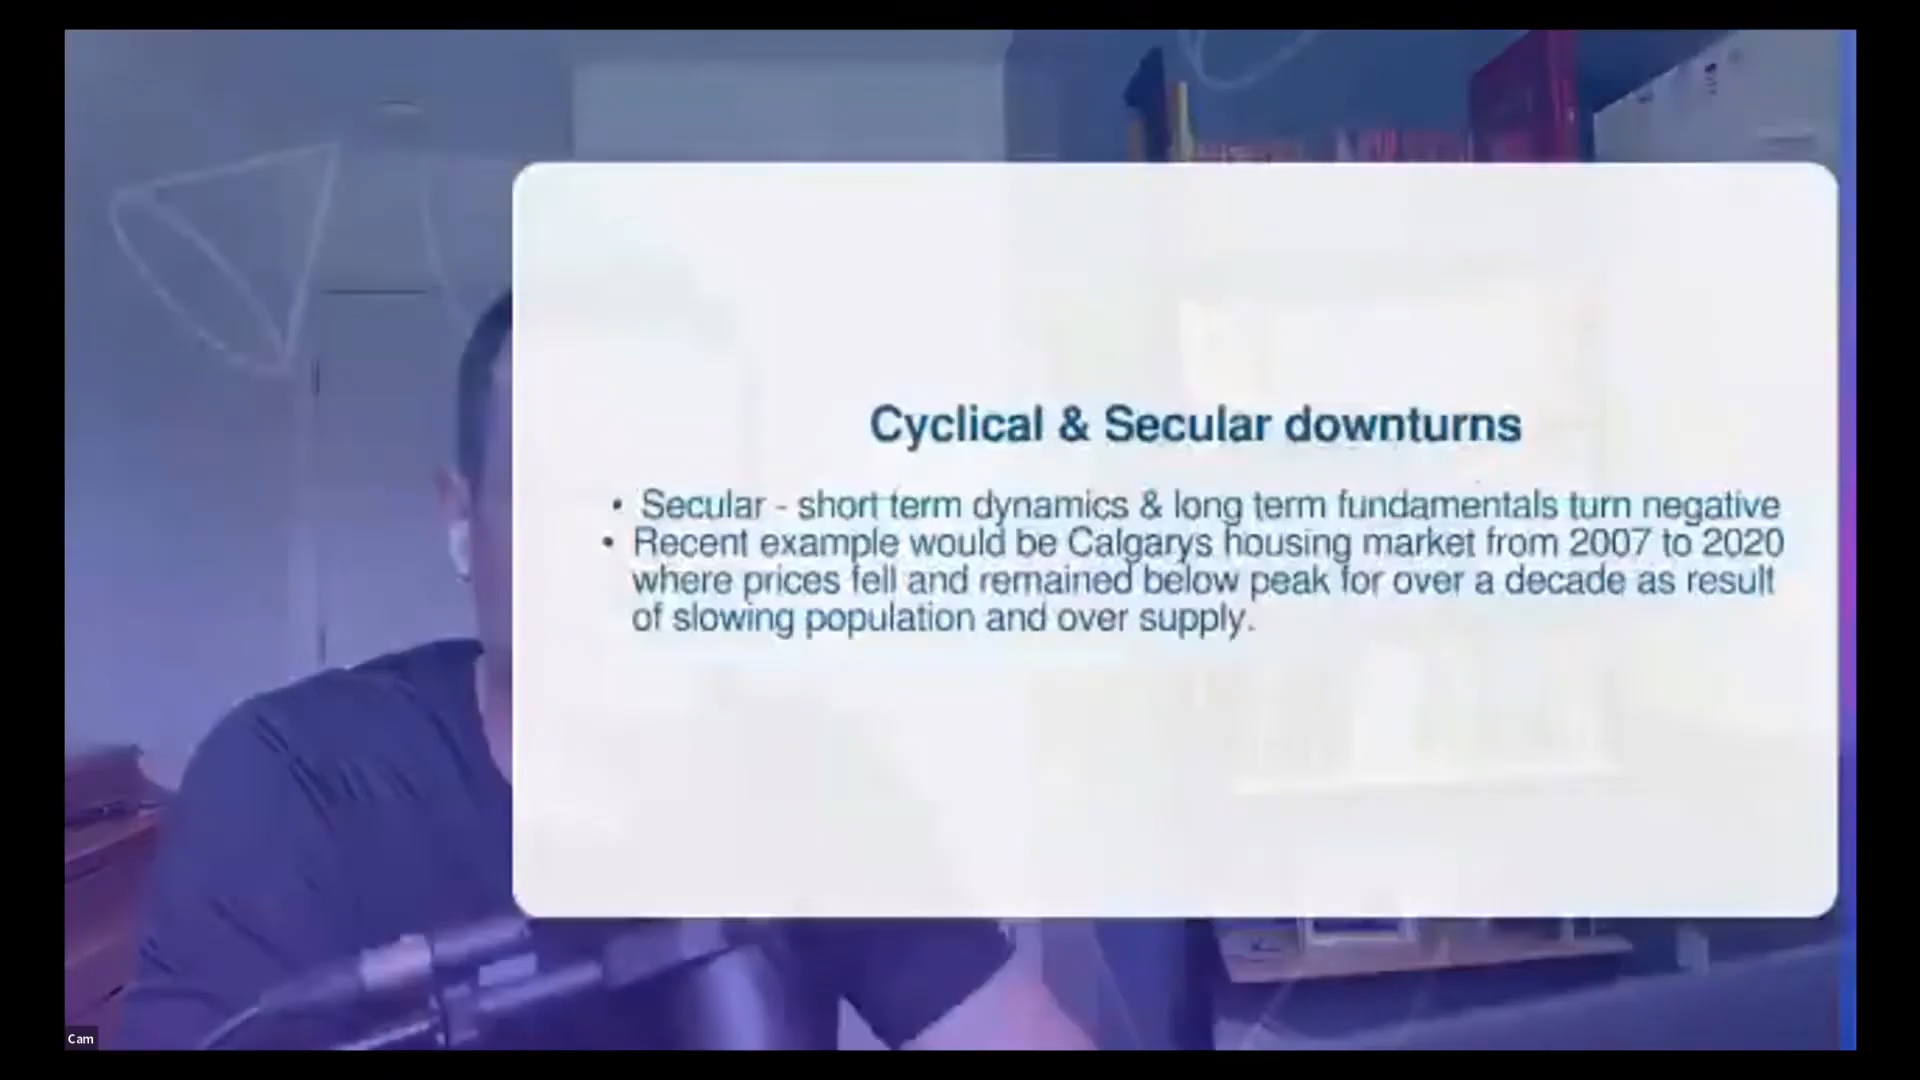 Cyclical & Secular downturns
• Secular - short term dynamics & long term fundamentals turn negative
• Recent example would be Calgarys housing market from 2007 to 2020
where prices fell and remained below peak for over a decade as result
of slowing population and over supply.
Cam